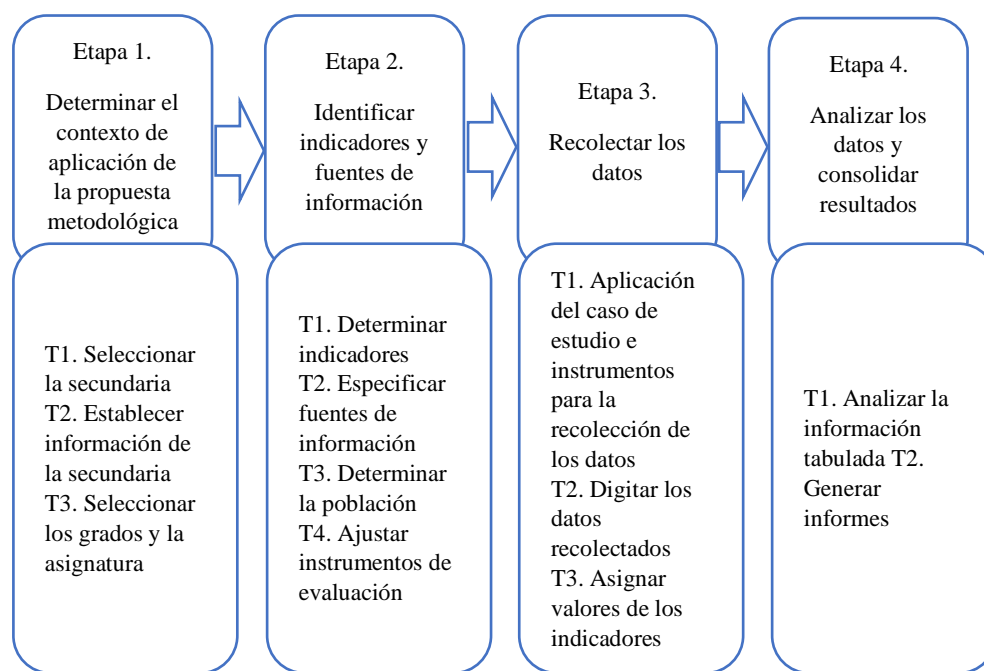 Etapa 1.
Determinar el
contexto de
aplicación de
la propuesta
metodológica
T1. Seleccionar
la secundaria
T2. Establecer
información de
la secundaria
T3. Seleccionar
los grados y la
asignatura
Etapa 2.
Identificar
indicadores y
fuentes de
información
T1. Determinar
indicadores
T2. Especificar
fuentes de
información
T3. Determinar
la población
T4. Ajustar
instrumentos de
evaluación
Etapa 3.
Recolectar los
datos
T1. Aplicación
del caso de
estudio e
instrumentos
para la
recolección de
los datos
T2. Digitar los
datos
recolectados
T3. Asignar
valores de los
indicadores
Etapa 4.
Analizar los
datos y
consolidar
resultados
T1. Analizar la
información
tabulada T2.
Generar
informes